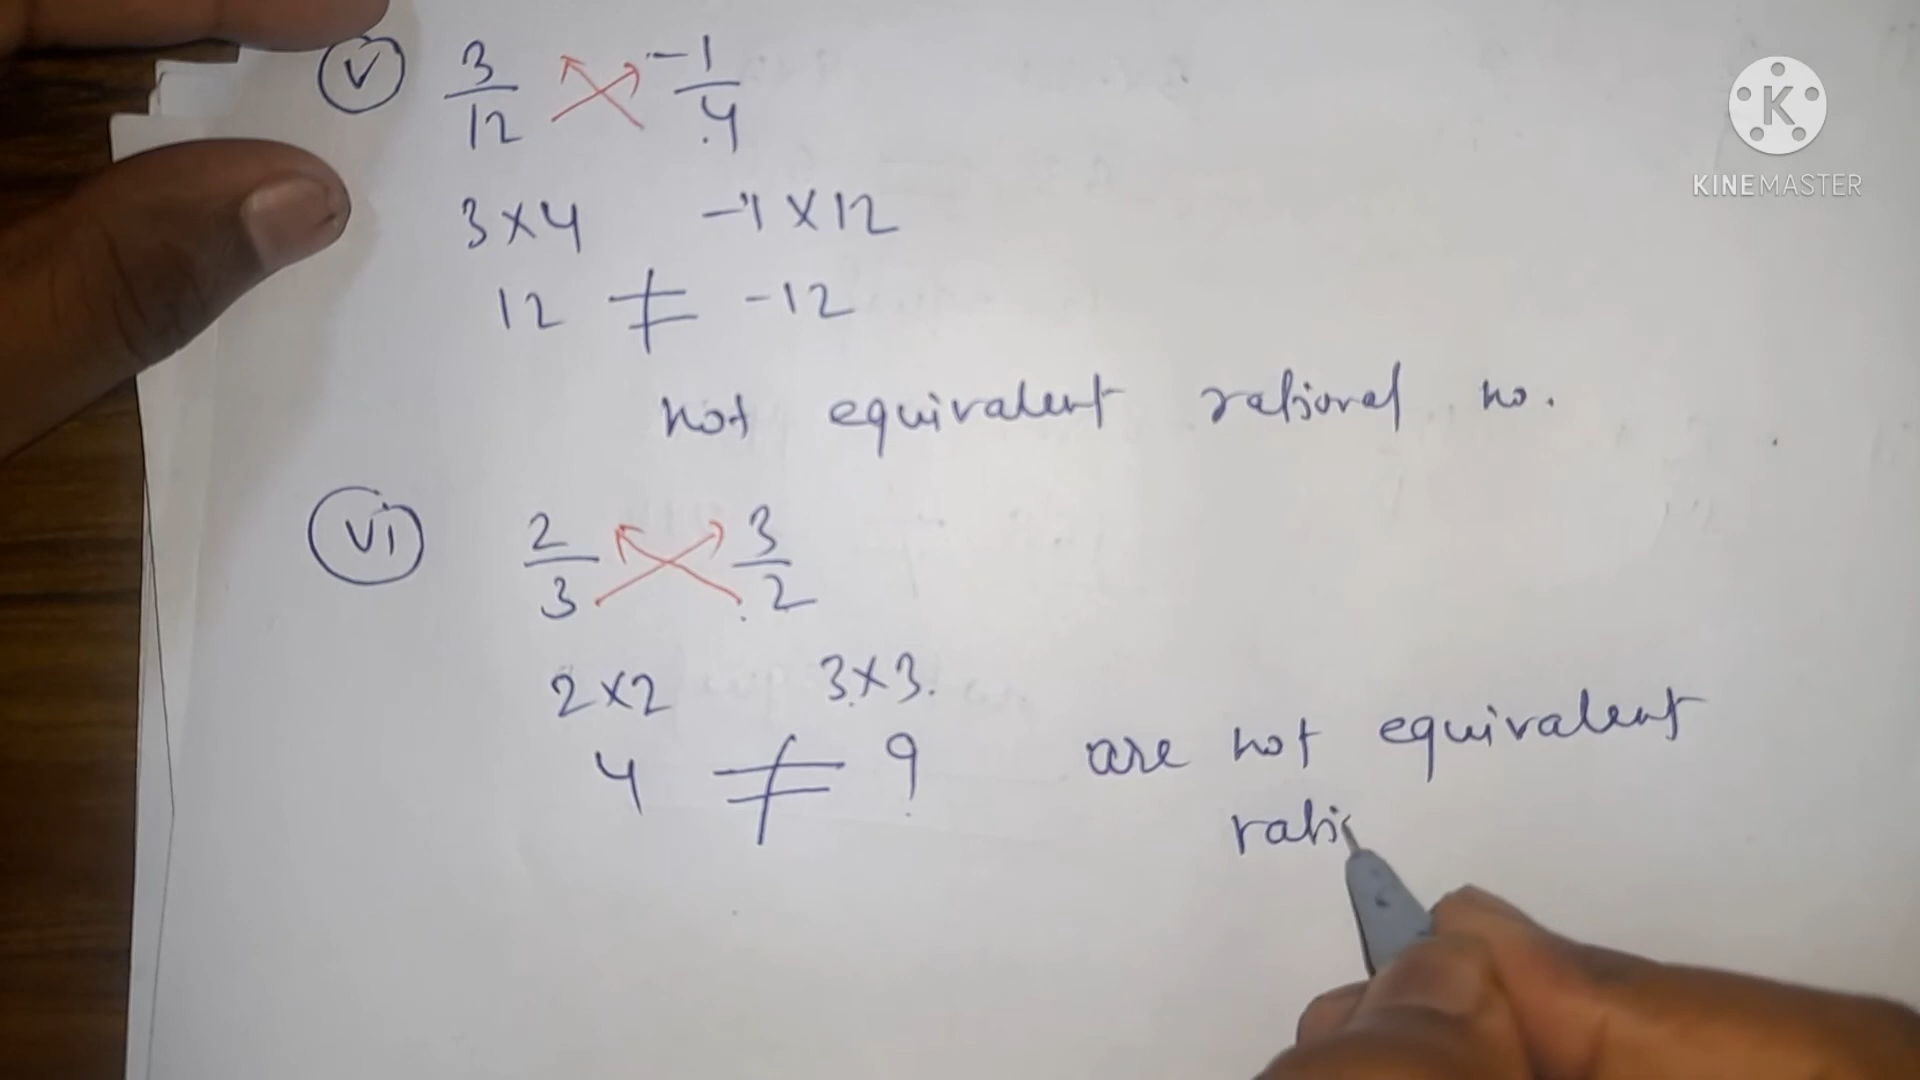 V 3/12 -1/4
3 × 4 -1 × 12
12 ≠ -12
not equivalent rational no.
VI 2/3 3/2
2 × 2 3 × 3
4 ≠ 9 are not equivalent
ratio
K
KINEMASTER